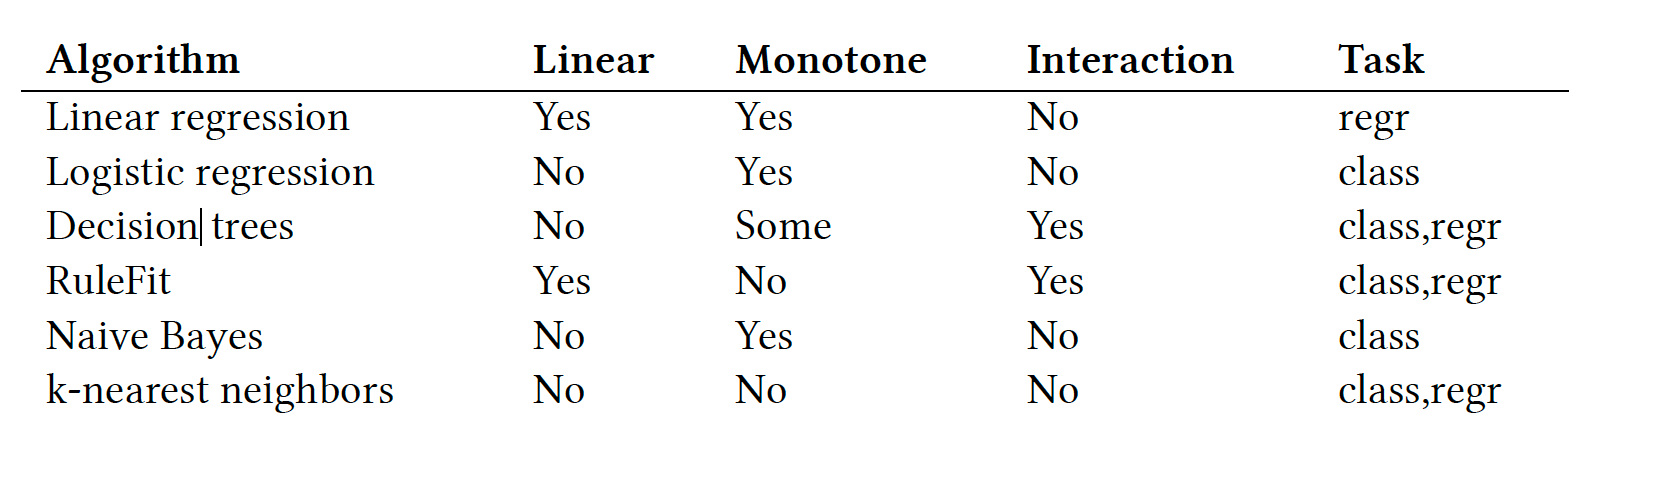 Algorithm Linear Monotone Interaction Task
Linear regression Yes Yes No regr
Logistic regression No Yes No class
Decision trees No Some Yes class,regr
RuleFit Yes No Yes class,regr
Naive Bayes No Yes No class
k-nearest neighbors No No No class,regr